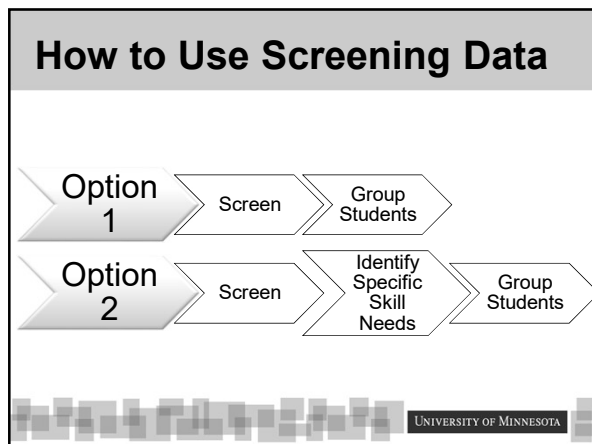 How to Use Screening Data
Option
1
Screen
Group
Students
Option
2
Screen
Identify
Specific
Skill
Needs
Group
Students
UNIVERSITY OF MINNESOTA